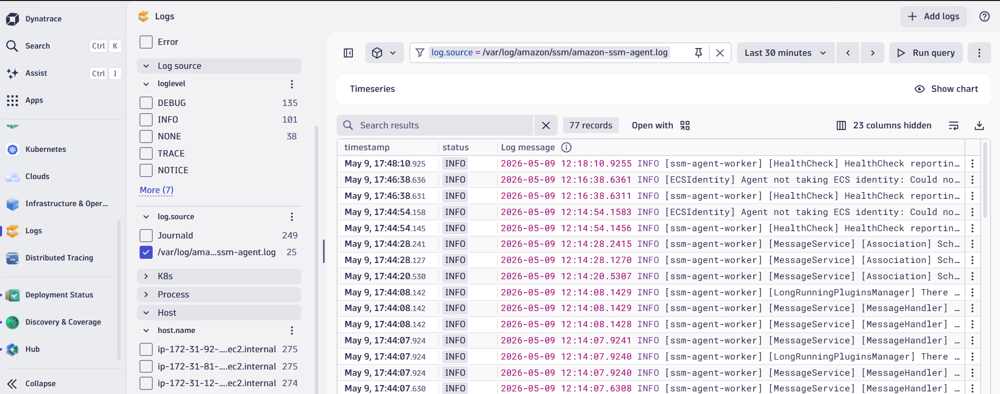 Dynatrace
Search Ctrl K
Assist Ctrl I
Apps
Kubernetes
Clouds
Infrastructure & Oper...
Logs
Distributed Tracing
Deployment Status
Discovery & Coverage
Hub
Collapse
Logs
Add logs
Error
Log source
loglevel
DEBUG 135
INFO 101
NONE 38
TRACE
NOTICE
More (7)
log.source
Journald 249
/var/log/ama...ssm-agent.log 25
K8s
Process
Host
host.name
ip-172-31-92-....ec2.internal 275
ip-172-31-81-....ec2.internal 275
ip-172-31-12-....ec2.internal 274
log.source = /var/log/amazon/ssm/amazon-ssm-agent.log
Last 30 minutes
Run query
Timeseries
Show chart
Search results
77 records
Open with
23 columns hidden
timestamp status Log message
May 9, 17:48:10.925 INFO 2026-05-09 12:18:10.9255 INFO [ssm-agent-worker] [HealthCheck] HealthCheck reportin...
May 9, 17:46:38.636 INFO 2026-05-09 12:16:38.6361 INFO [ECSIdentity] Agent not taking ECS identity: Could no...
May 9, 17:46:38.631 INFO 2026-05-09 12:16:38.6311 INFO [ssm-agent-worker] [HealthCheck] HealthCheck reportin...
May 9, 17:44:54.158 INFO 2026-05-09 12:14:54.1583 INFO [ECSIdentity] Agent not taking ECS identity: Could no...
May 9, 17:44:54.145 INFO 2026-05-09 12:14:54.1456 INFO [ssm-agent-worker] [HealthCheck] HealthCheck reportin...
May 9, 17:44:28.241 INFO 2026-05-09 12:14:28.2415 INFO [ssm-agent-worker] [MessageService] [Association] Sch...
May 9, 17:44:28.127 INFO 2026-05-09 12:14:28.1270 INFO [ssm-agent-worker] [MessageService] [Association] Sch...
May 9, 17:44:20.530 INFO 2026-05-09 12:14:20.5307 INFO [ssm-agent-worker] [MessageService] [Association] Sch...
May 9, 17:44:08.142 INFO 2026-05-09 12:14:08.1429 INFO [ssm-agent-worker] [LongRunningPluginsManager] There ...
May 9, 17:44:08.142 INFO 2026-05-09 12:14:08.1429 INFO [ssm-agent-worker] [MessageService] [MessageHandler] ...
May 9, 17:44:08.142 INFO 2026-05-09 12:14:08.1428 INFO [ssm-agent-worker] [MessageService] [MessageHandler] ...
May 9, 17:44:07.924 INFO 2026-05-09 12:14:07.9241 INFO [ssm-agent-worker] [MessageService] [MessageHandler] ...
May 9, 17:44:07.924 INFO 2026-05-09 12:14:07.9240 INFO [ssm-agent-worker] [LongRunningPluginsManager] There ...
May 9, 17:44:07.924 INFO 2026-05-09 12:14:07.9240 INFO [ssm-agent-worker] [MessageService] [MessageHandler] ...
May 9, 17:44:07.630 INFO 2026-05-09 12:14:07.6308 INFO [ssm-agent-worker] [MessageService] [MessageHandler] ...